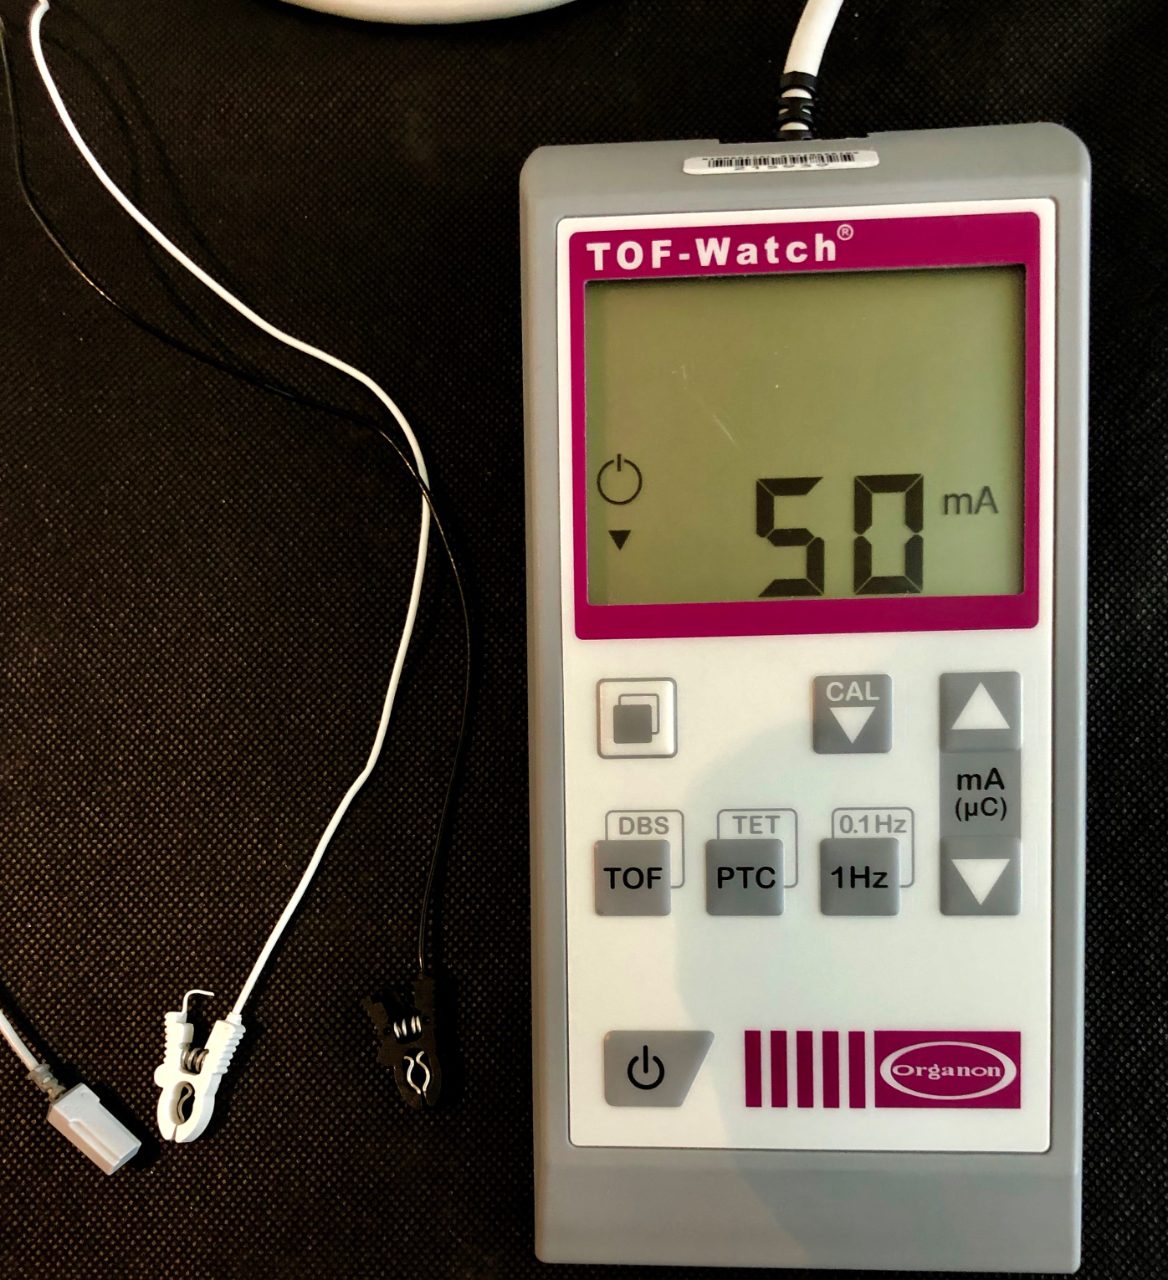 TOF-Watch®
50 mA
CAL
mA
(µC)
DBS TET 0.1Hz
TOF PTC 1Hz
Organon